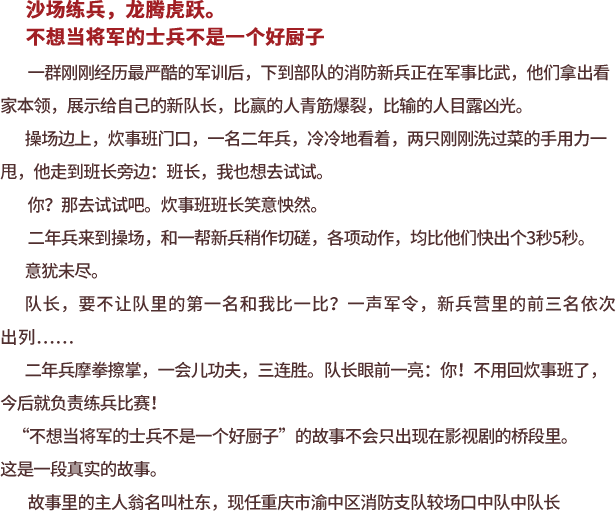 沙场练兵，龙腾虎跃。
不想当将军的士兵不是一个好厨子
一群刚刚经历最严酷的军训后，下到部队的消防新兵正在军事比武，他们拿出看
家本领，展示给自己的新队长，比赢的人青筋爆裂，比输的人目露凶光。
操场边上，炊事班门口，一名二年兵，冷冷地看着，两只刚刚洗过菜的手用力一
甩，他走到班长旁边：班长，我也想去试试。
你？那去试试吧。炊事班班长笑意怏然。
二年兵来到操场，和一帮新兵稍作切磋，各项动作，均比他们快出个3秒5秒。
意犹未尽。
队长，要不让队里的第一名和我比一比？一声军令，新兵营里的前三名依次
出列……
二年兵摩拳擦掌，一会儿功夫，三连胜。队长眼前一亮：你！不用回炊事班了，
今后就负责练兵比赛！
“不想当将军的士兵不是一个好厨子”的故事不会只出现在影视剧的桥段里。
这是一段真实的故事。
故事里的主人翁名叫杜东，现任重庆市渝中区消防支队较场口中队中队长